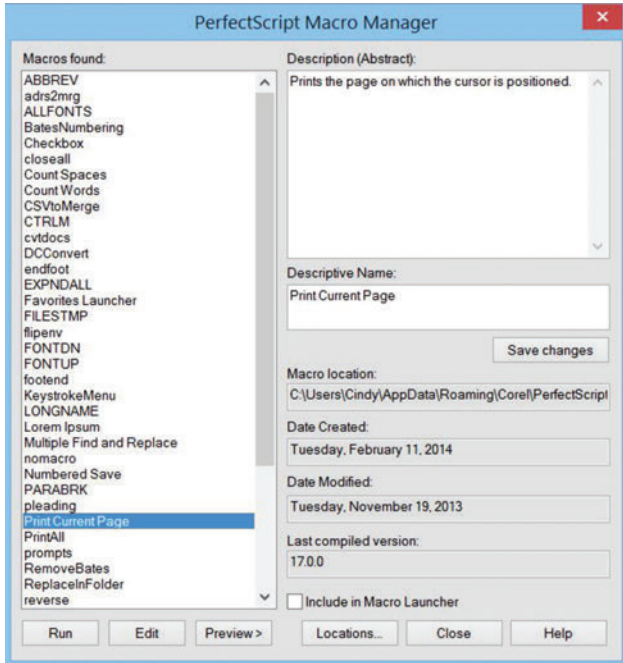 PerfectScript Macro Manager
Macros found:
ABBREV
adrs2mrg
ALLFONTS
BatesNumbering
Checkbox
closeall
Count Spaces
Count Words
CSVtoMerge
CTRLM
cvtdocs
DCConvert
endfoot
EXPNDALL
Favorites Launcher
FILESTMP
flipenv
FONTDN
FONTUP
footend
KeystrokeMenu
LONGNAME
Lorem Ipsum
Multiple Find and Replace
nomacro
Numbered Save
PARABRK
pleading
Print Current Page
PrintAll
prompts
RemoveBates
ReplaceInFolder
reverse
Description (Abstract):
Prints the page on which the cursor is positioned.
Descriptive Name:
Print Current Page
Save changes
Macro location:
C:\Users\Cindy\AppData\Roaming\Corel\PerfectScript
Date Created:
Tuesday, February 11, 2014
Date Modified:
Tuesday, November 19, 2013
Last compiled version:
17.0.0
Include in Macro Launcher
Run Edit Preview > Locations... Close Help